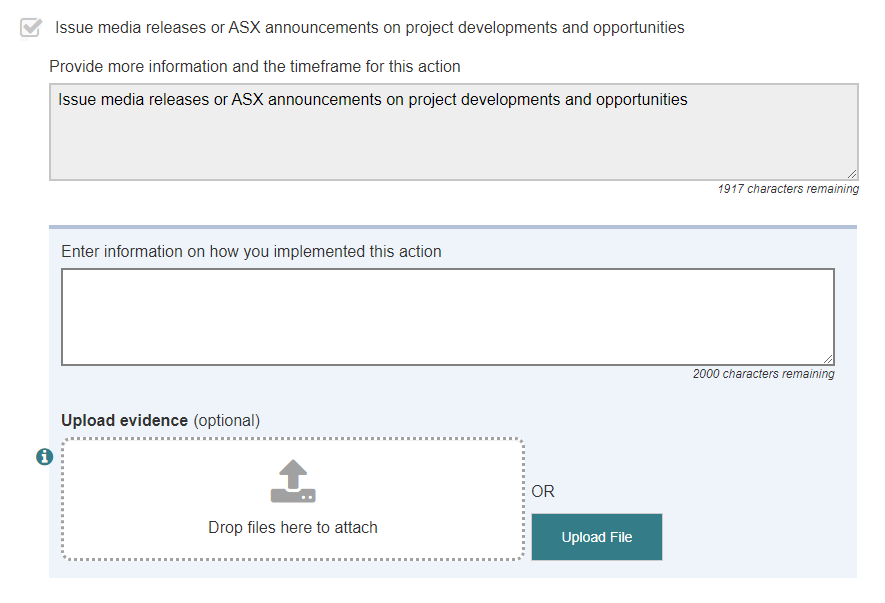 Issue media releases or ASX announcements on project developments and opportunities
Provide more information and the timeframe for this action
Issue media releases or ASX announcements on project developments and opportunities
1917 characters remaining
Enter information on how you implemented this action
2000 characters remaining
Upload evidence (optional)
Drop files here to attach
OR
Upload File